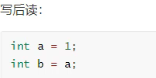 写后读：
int a = 1;
int b = a;